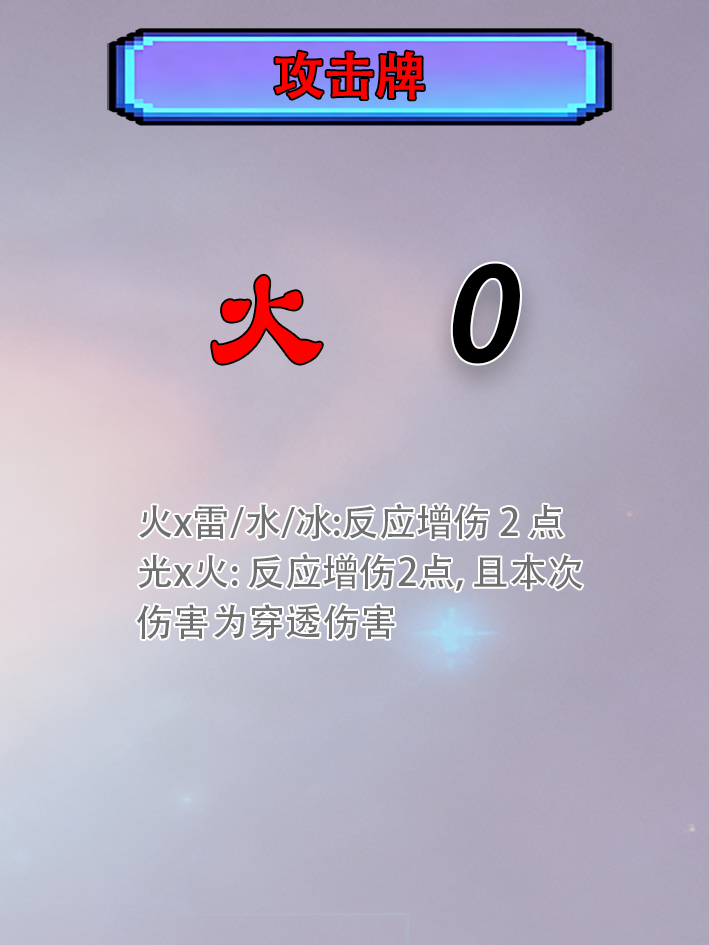 攻击牌
火 0
火x雷/水/冰:反应增伤 2 点
光x火: 反应增伤2点, 且本次
伤害为穿透伤害